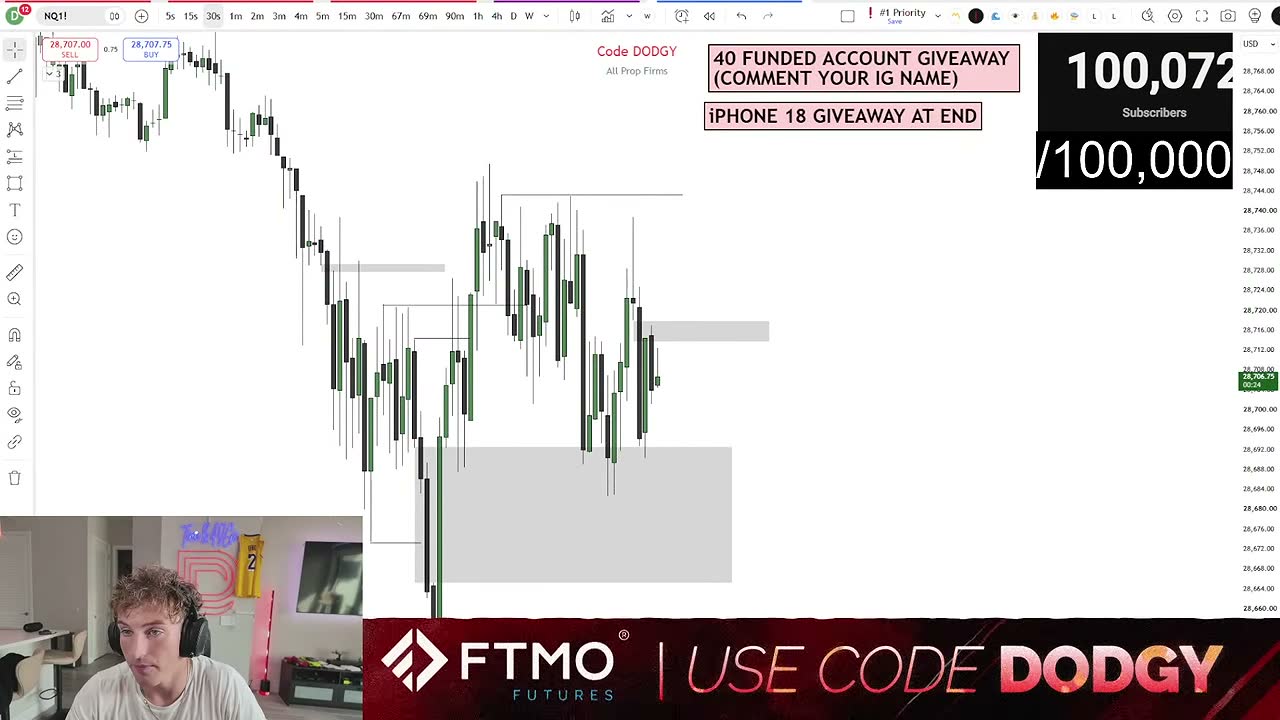 D 12
NQ1!
5s 15s 30s 1m 2m 3m 4m 5m 15m 30m 67m 69m 90m 1h 4h D W
w
#1 Priority
Save
L L
28,707.00
SELL
0.75
28,707.75
BUY
3
Code DODGY
All Prop Firms
40 FUNDED ACCOUNT GIVEAWAY
(COMMENT YOUR IG NAME)
iPHONE 18 GIVEAWAY AT END
100,072
Subscribers
/100,000
USD
28,768.00
28,764.00
28,760.00
28,756.00
28,752.00
28,748.00
28,744.00
28,740.00
28,736.00
28,732.00
28,728.00
28,724.00
28,720.00
28,716.00
28,712.00
28,708.00
28,706.75
00:24
28,700.00
28,696.00
28,692.00
28,688.00
28,684.00
28,680.00
28,676.00
28,672.00
28,668.00
28,664.00
28,660.00
D
2
FTMO®
FUTURES
USE CODE DODGY